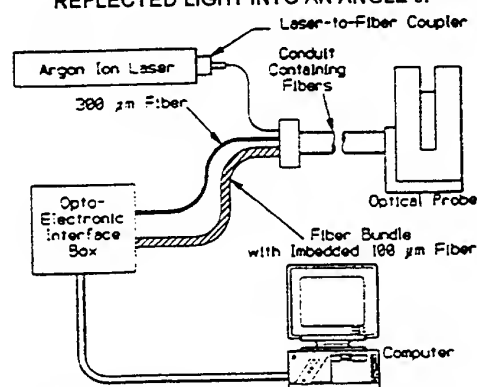 REFLECTED LIGHT INTO AN ANGLE
Laser-to-Fiber Coupler
Argon Ion Laser
Conduit
Containing
Fibers
300 μm Fiber
Optical Probe
Opto-
Electronic
Interface
Box
Fiber Bundle
with Imbedded 100 μm Fiber
Computer